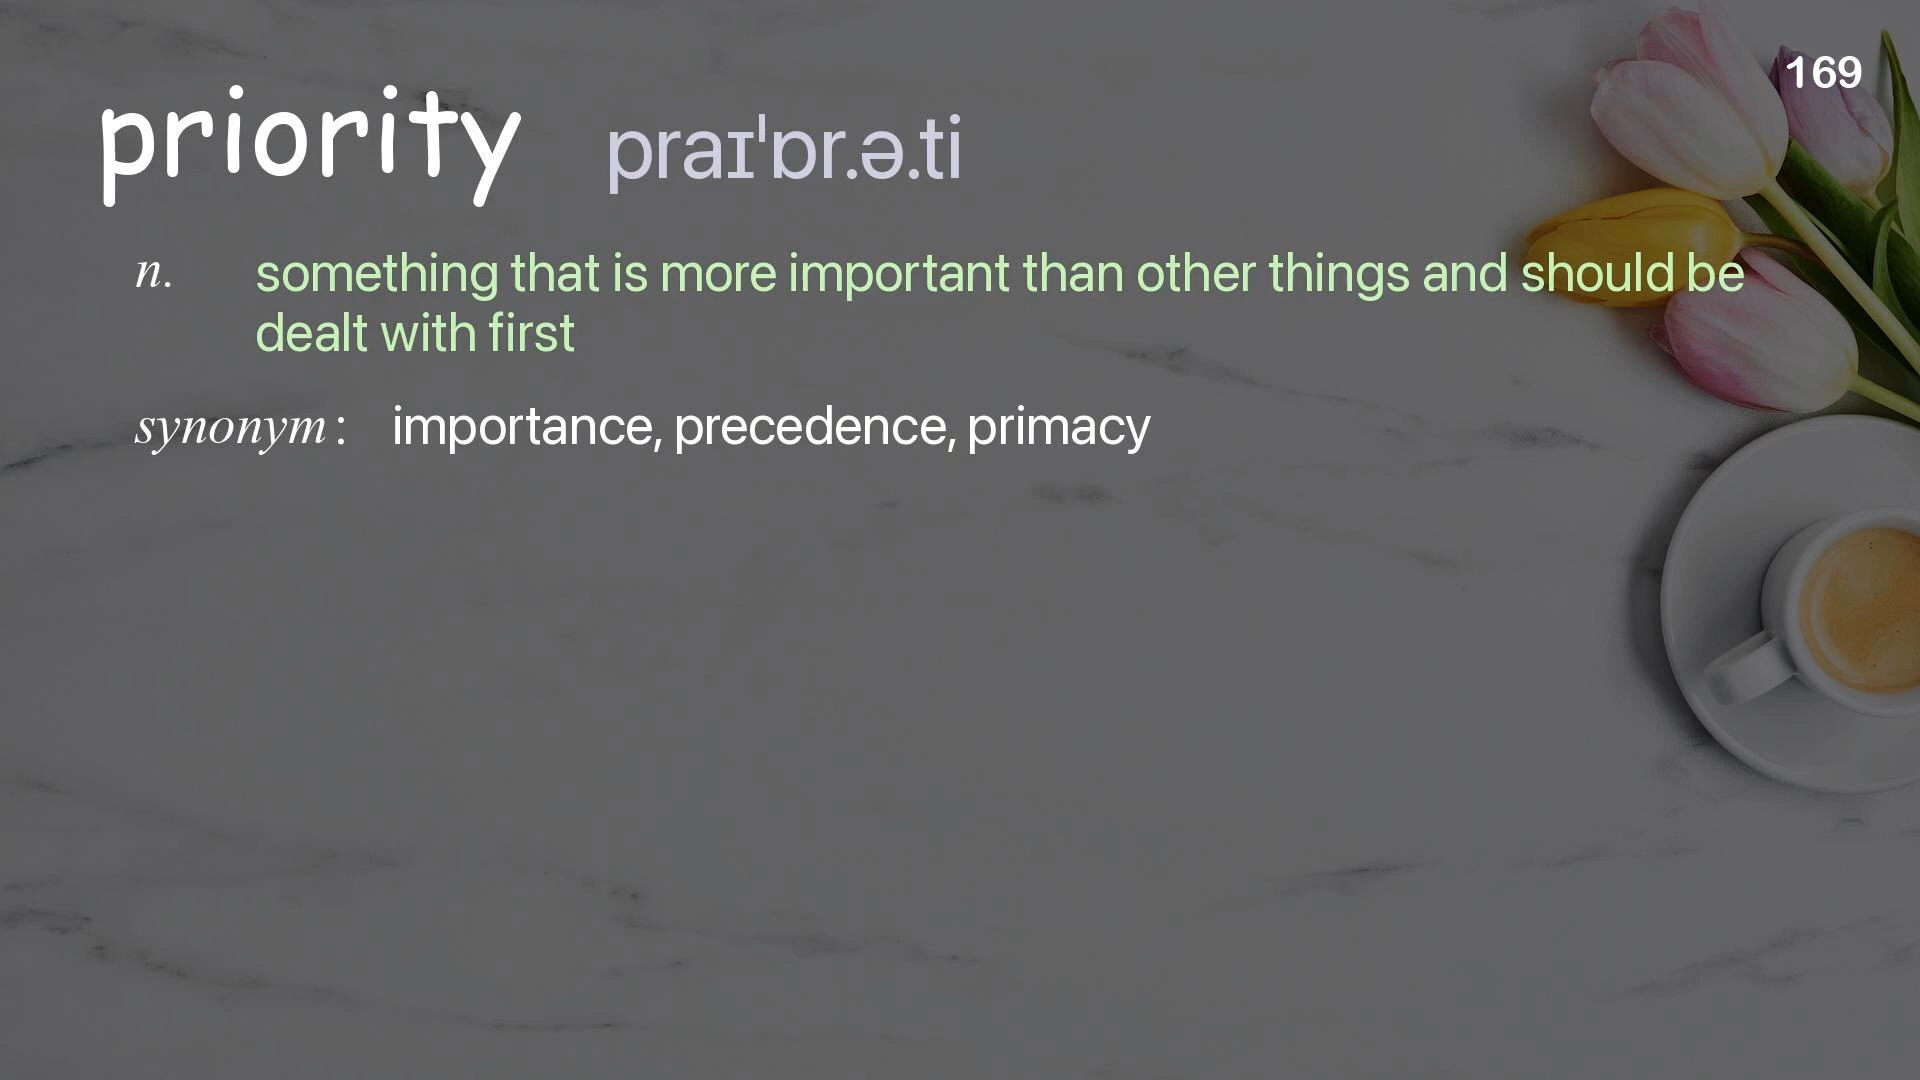 169
priority praɪˈɒr.ə.ti
n. something that is more important than other things and should be
dealt with first
synonym: importance, precedence, primacy